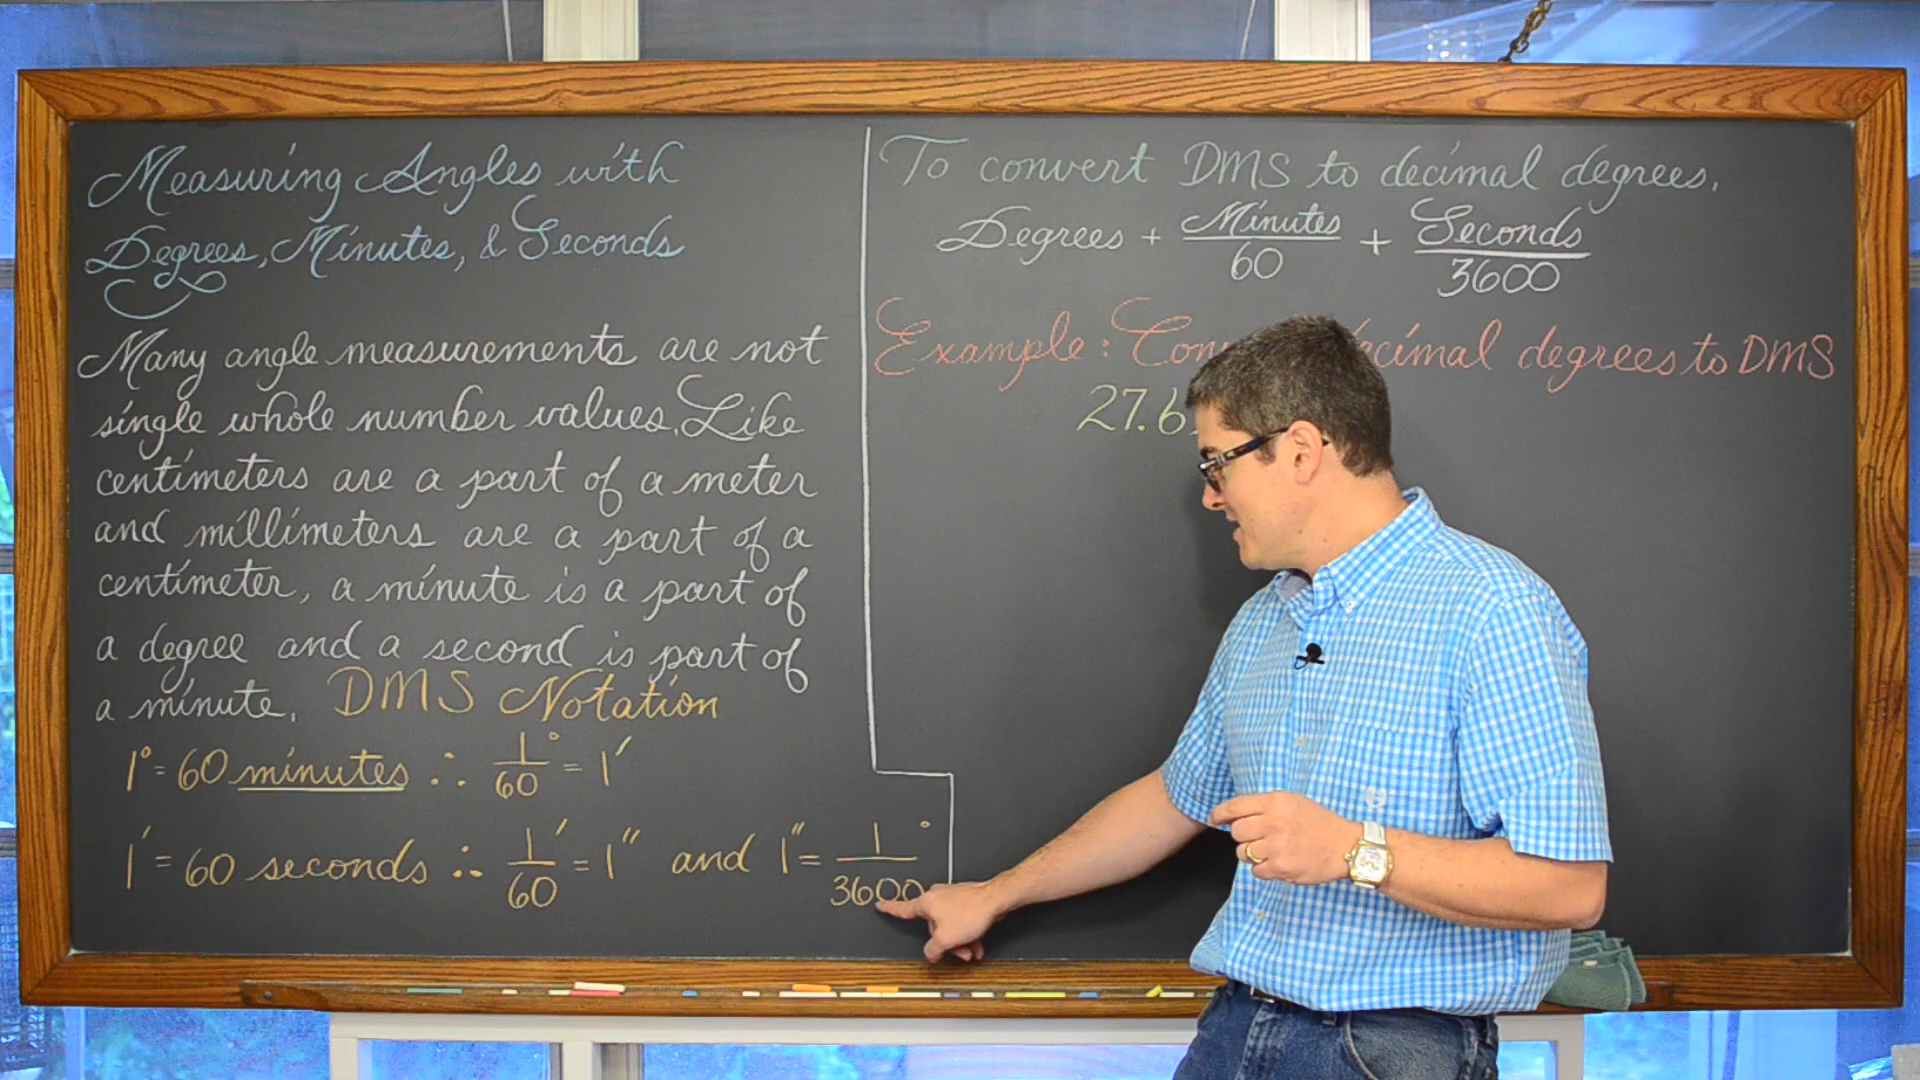 Measuring Angles with
Degrees, Minutes, & Seconds
Many angle measurements are not
single whole number values. Like
centimeters are a part of a meter
and millimeters are a part of a
centimeter, a minute is a part of
a degree and a second is part of
a minute. DMS Notation
1° = 60 minutes ∴ 1/60° = 1′
1′ = 60 seconds ∴ 1/60′ = 1″ and 1″ = 1/3600°
To convert DMS to decimal degrees,
Degrees + Minutes/60 + Seconds/3600
Example: degrees to DMS
27.6